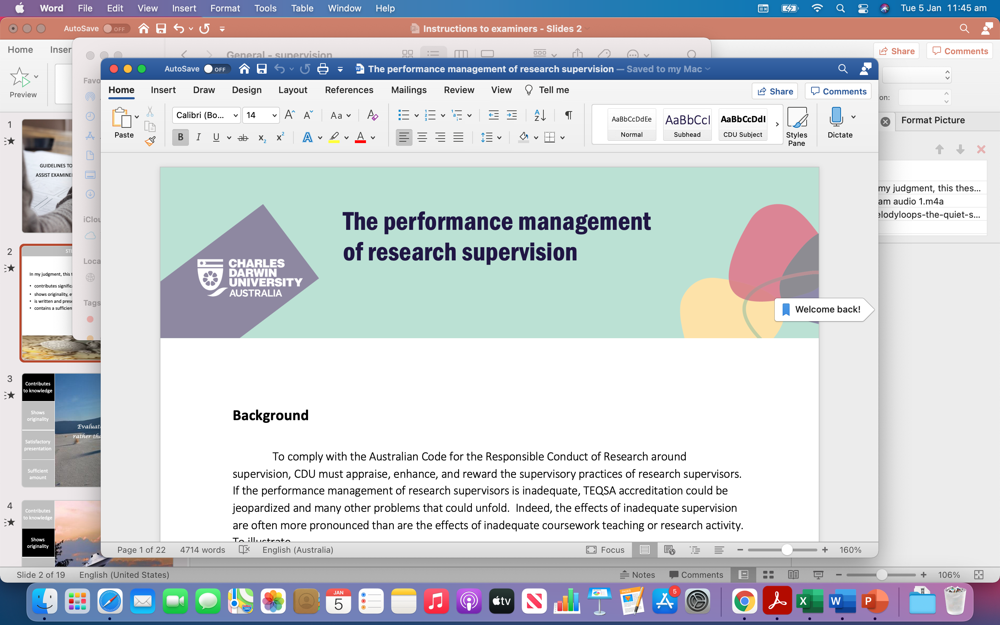 Word File Edit View Insert Format Tools Table Window Help
Tue 5 Jan 11:45 am
AutoSave OFF
Instructions to examiners - Slides 2
Home Inser
Share Comments
Preview
General - supervision
Favo
iClou
Loca
Tags
AutoSave OFF
The performance management of research supervision — Saved to my Mac
Home Insert Draw Design Layout References Mailings Review View Tell me
Share Comments
Paste
Calibri (Bo... 14
AaBbCcDdEe AaBbCcI AaBbCcDdI
Normal Subhead CDU Subject
Styles
Pane
Dictate
on:
Format Picture
my judgment, this thes...
am audio 1.m4a
elodyloops-the-quiet-s...
1
GUIDELINES TO
ASSIST EXAMINE
2
STE
In my judgment, this t
• contributes signific
• shows originality, e
• is written and prese
• contains a sufficien
3
Contributes
to knowledge
Shows
originality
Satisfactory
presentation
Sufficient
amount
Evaluat
rather tha
4
Contributes
to knowledge
Shows
originality
CHARLES
DARWIN
UNIVERSITY
AUSTRALIA
The performance management
of research supervision
Welcome back!
Background
To comply with the Australian Code for the Responsible Conduct of Research around
supervision, CDU must appraise, enhance, and reward the supervisory practices of research supervisors.
If the performance management of research supervisors is inadequate, TEQSA accreditation could be
jeopardized and many other problems that could unfold.  Indeed, the effects of inadequate supervision
are often more pronounced than are the effects of inadequate coursework teaching or research activity.
To illustrate
Page 1 of 22 4714 words English (Australia)
Focus 160%
Slide 2 of 19 English (United States)
Notes Comments 106%
JAN
5
280
tv
PAGES
5
X W P